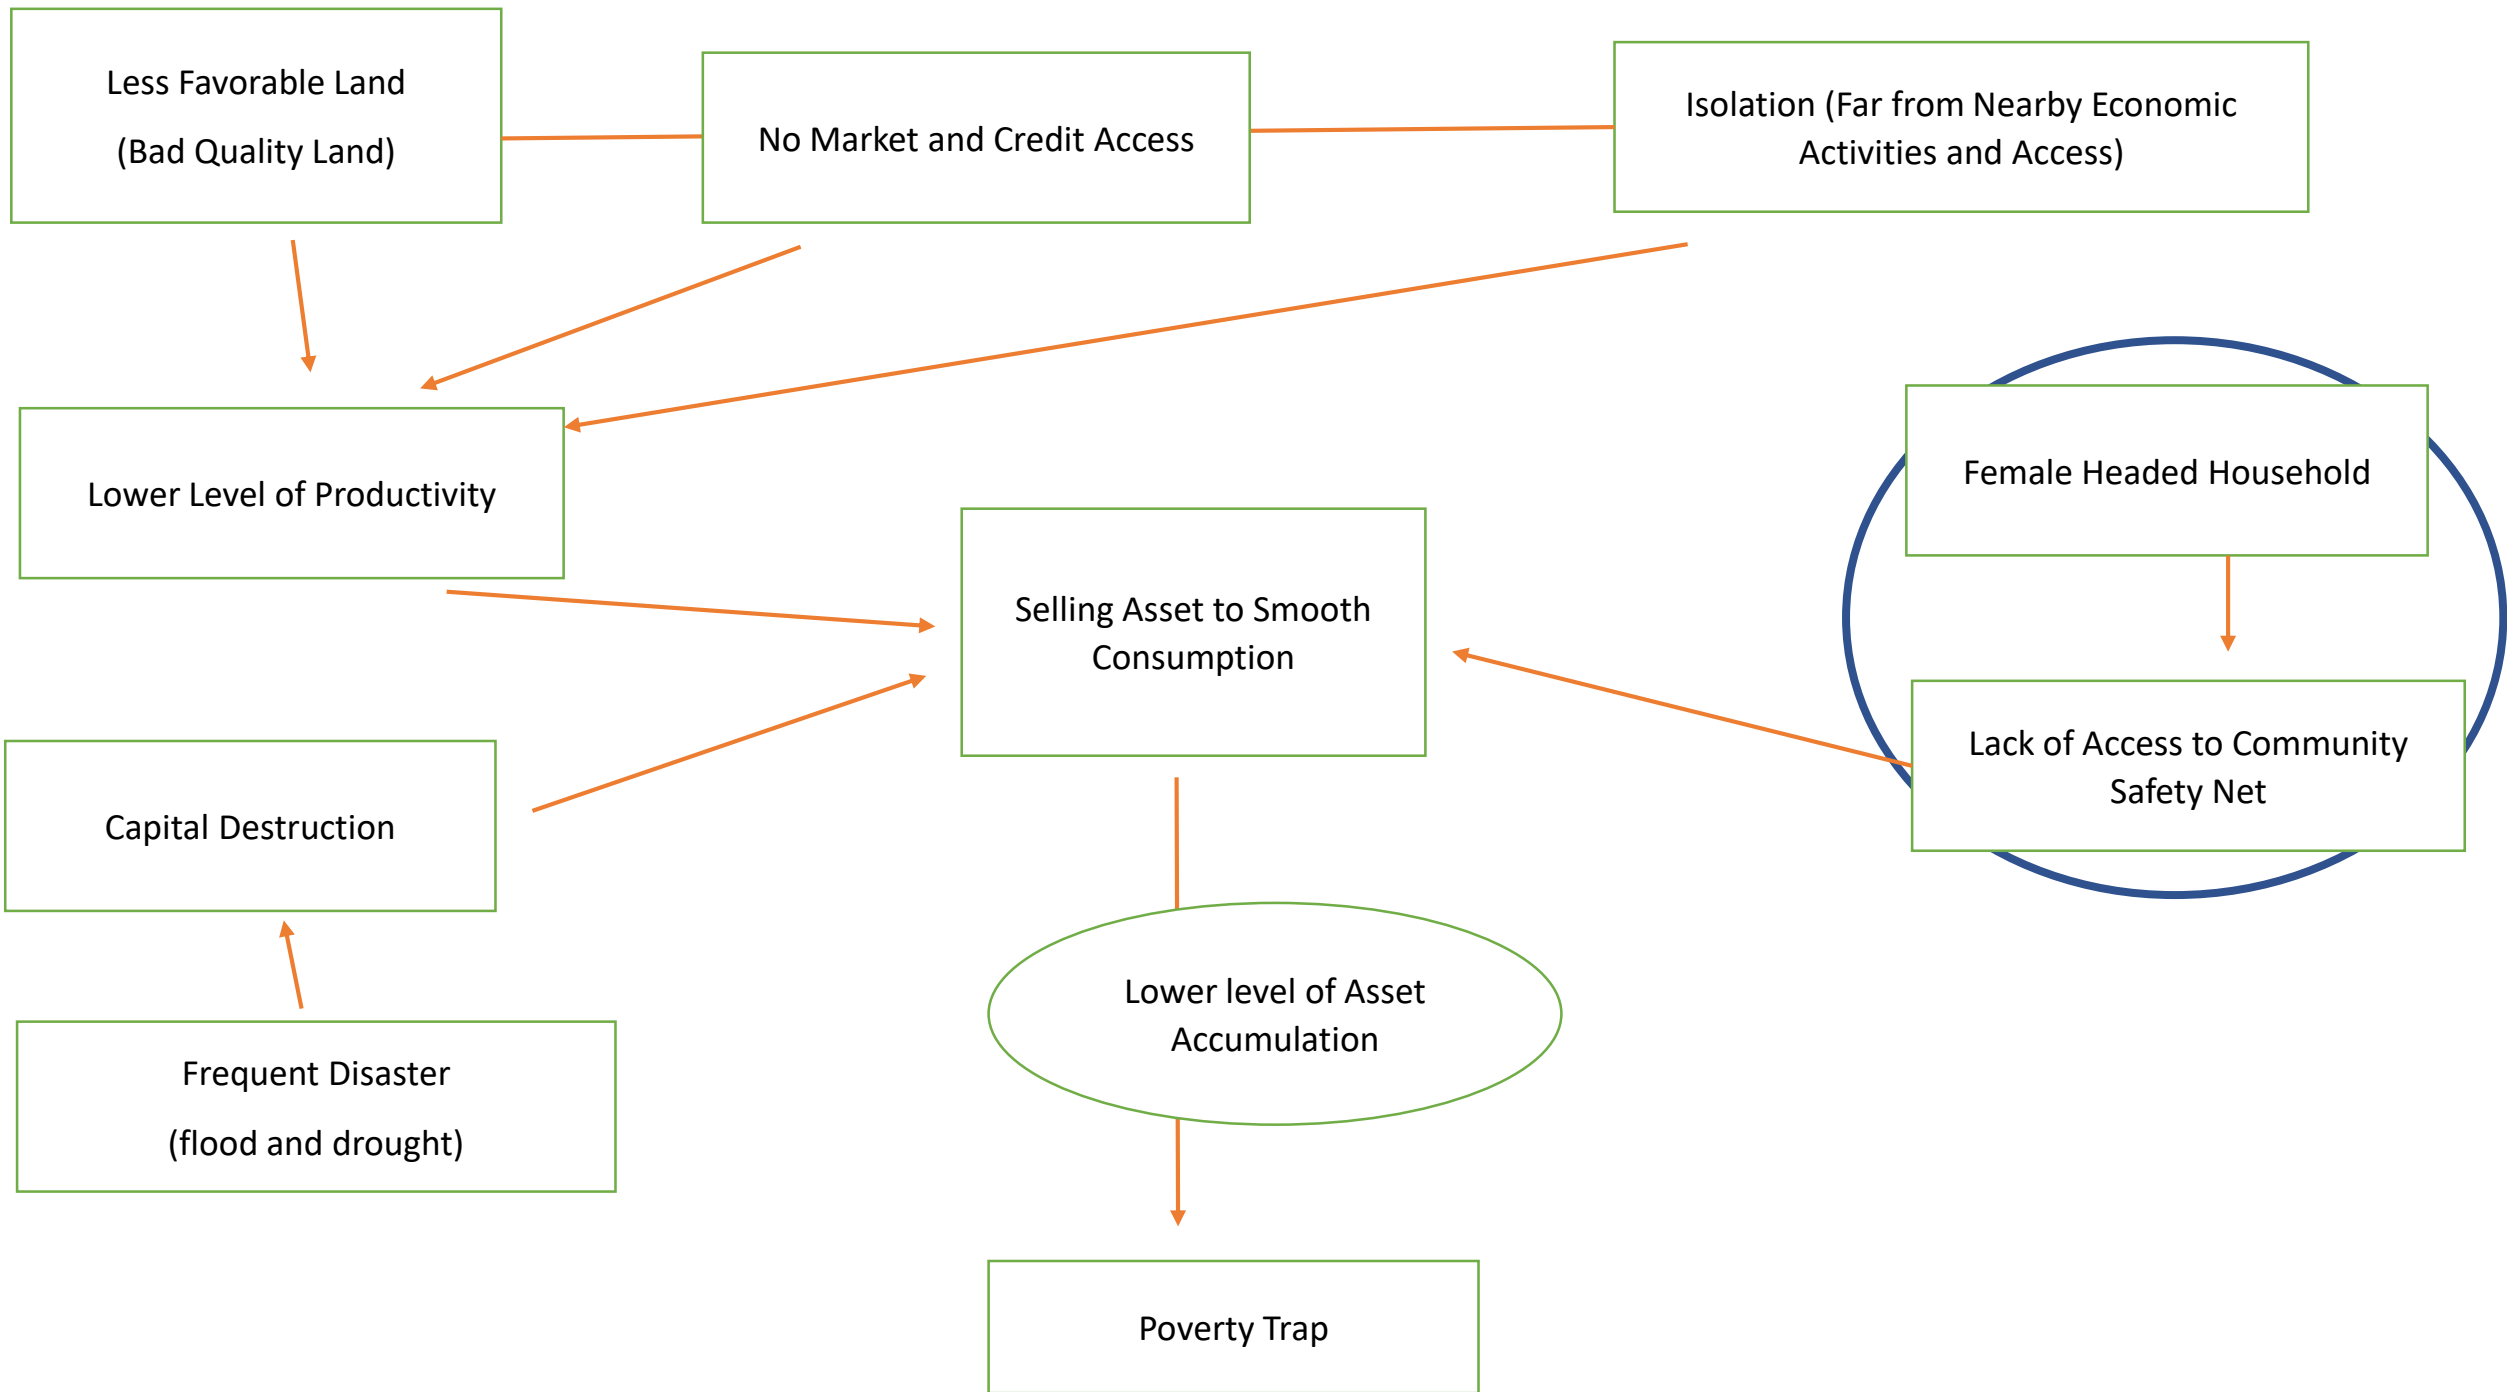 Less Favorable Land
(Bad Quality Land)
No Market and Credit Access
Isolation (Far from Nearby Economic
Activities and Access)
Lower Level of Productivity
Female Headed Household
Selling Asset to Smooth
Consumption
Lack of Access to Community
Safety Net
Capital Destruction
Lower level of Asset
Accumulation
Frequent Disaster
(flood and drought)
Poverty Trap